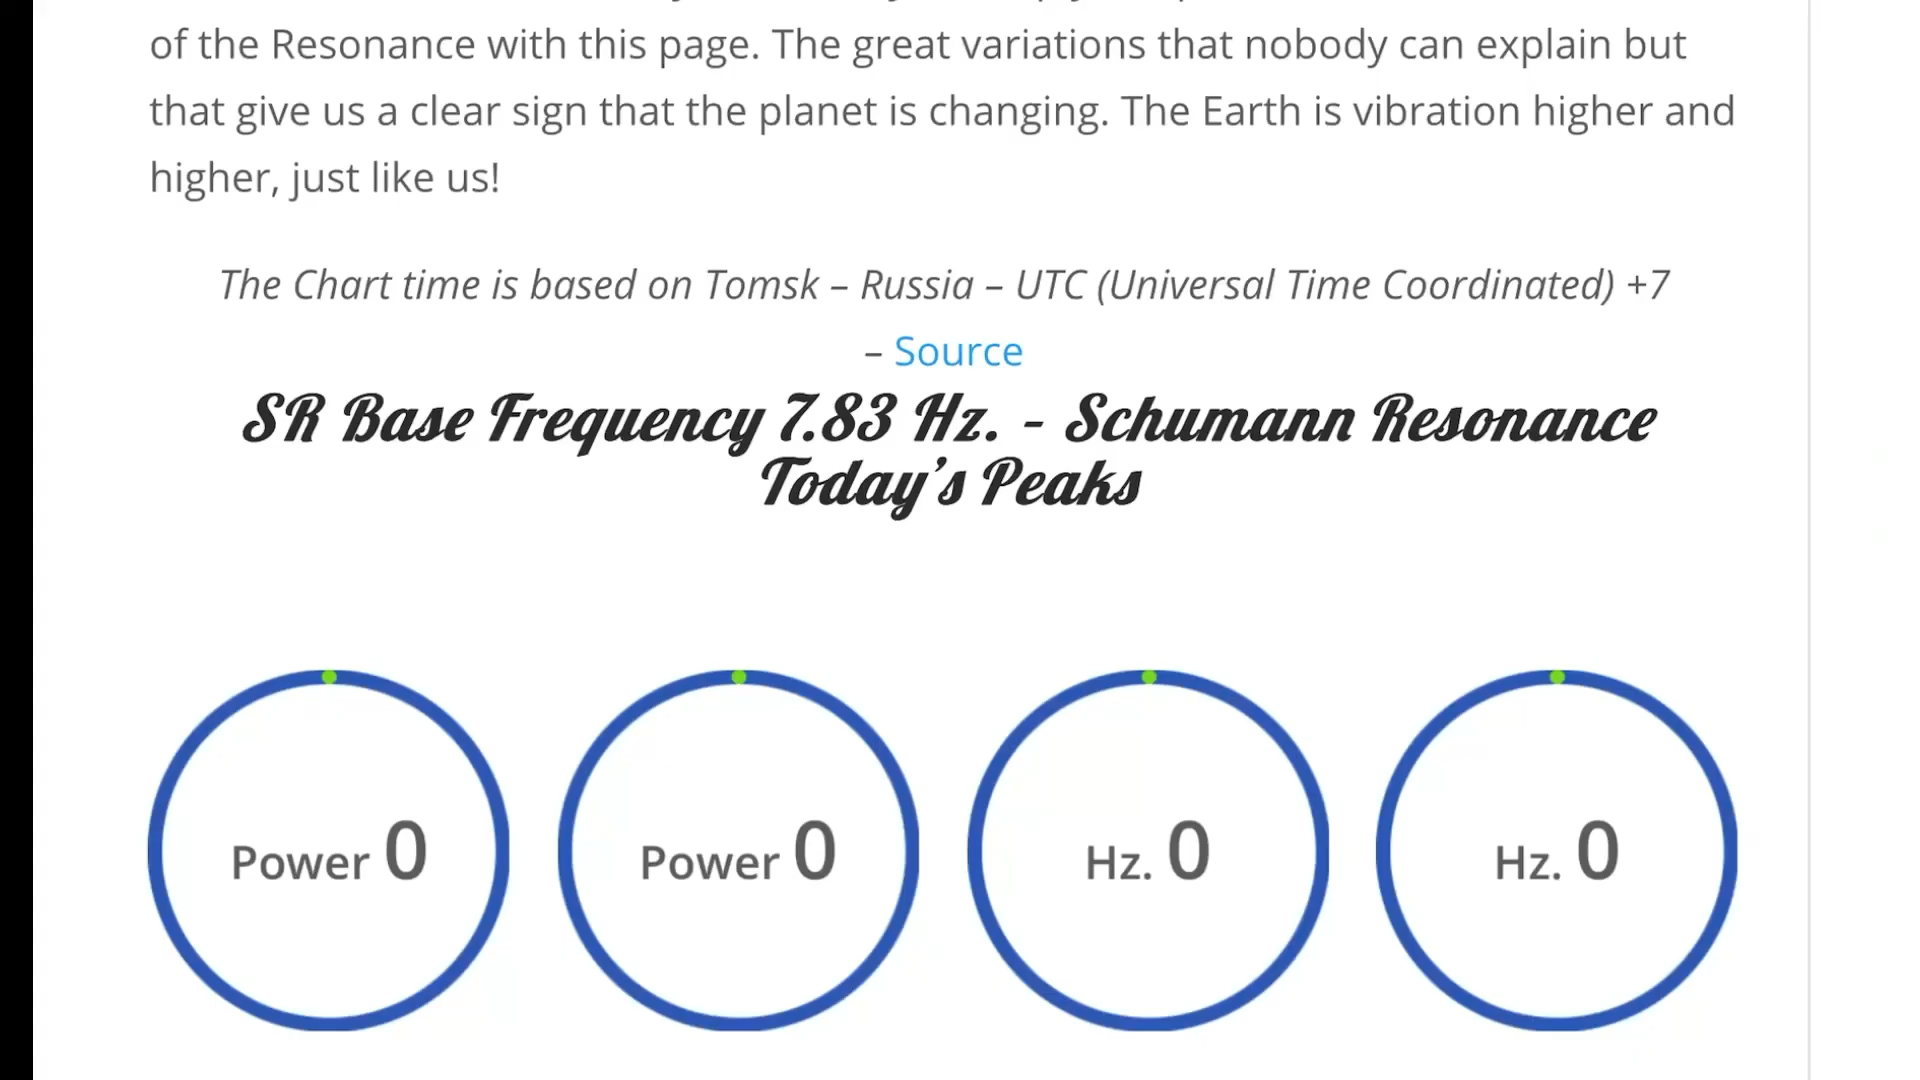 of the Resonance with this page. The great variations that nobody can explain but
that give us a clear sign that the planet is changing. The Earth is vibration higher and
higher, just like us!
The Chart time is based on Tomsk – Russia – UTC (Universal Time Coordinated) +7
– Source
SR Base Frequency 7.83 Hz. - Schumann Resonance
Today's Peaks
Power 0
Power 0
Hz. 0
Hz. 0